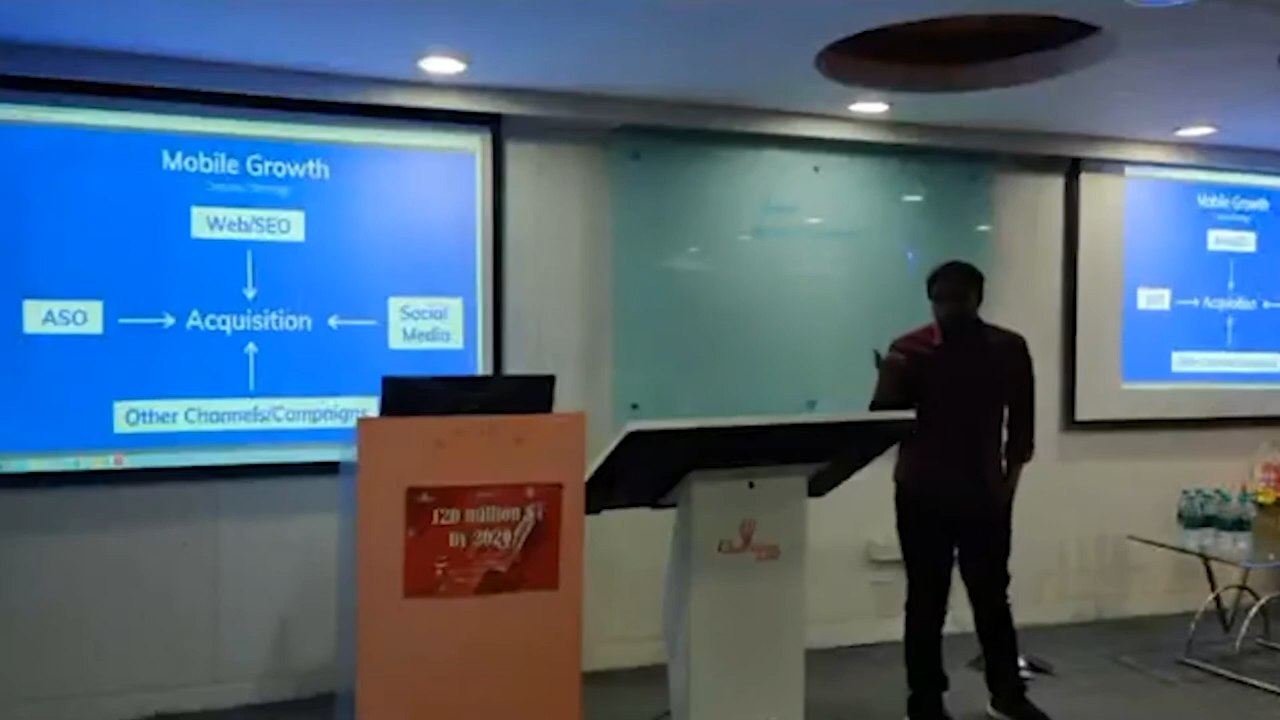 Mobile Growth
Web/SEO
ASO
Acquisition
Social
Media
Other Channels/Campaigns
120 million $
by 2020
Mobile Growth
Acquisition